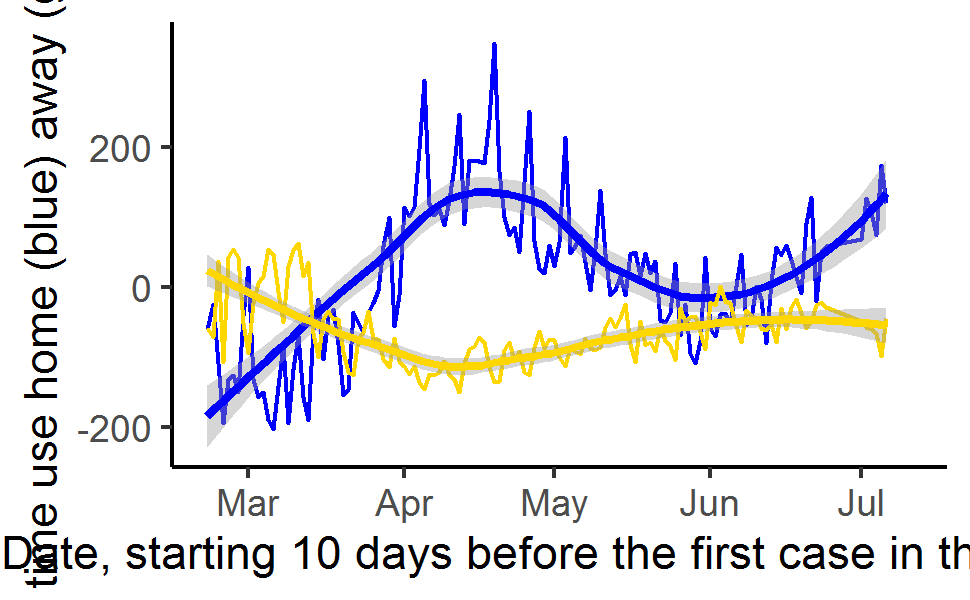 time use home (blue) away (
200
0
-200
Mar Apr May Jun Jul
Date, starting 10 days before the first case in th